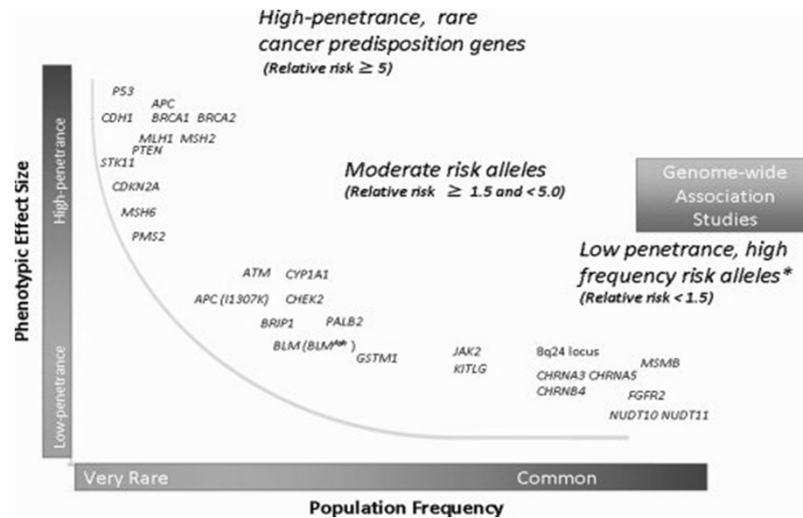 High-penetrance, rare
cancer predisposition genes
(Relative risk ≥ 5)
P53
APC
CDH1 BRCA1 BRCA2
MLH1 MSH2
PTEN
STK11
CDKN2A
MSH6
PMS2
Moderate risk alleles
(Relative risk ≥ 1.5 and < 5.0)
Genome-wide
Association
Studies
Low penetrance, high
frequency risk alleles*
(Relative risk < 1.5)
ATM CYP1A1
APC (I1307K) CHEK2
BRIP1 PALB2
BLM (BLM^Ash)
GSTM1
JAK2
KITLG
8q24 locus
MSMB
CHRNA3 CHRNA5
CHRNB4
FGFR2
NUDT10 NUDT11
Phenotypic Effect Size
High-penetrance
Low-penetrance
Very Rare
Common
Population Frequency